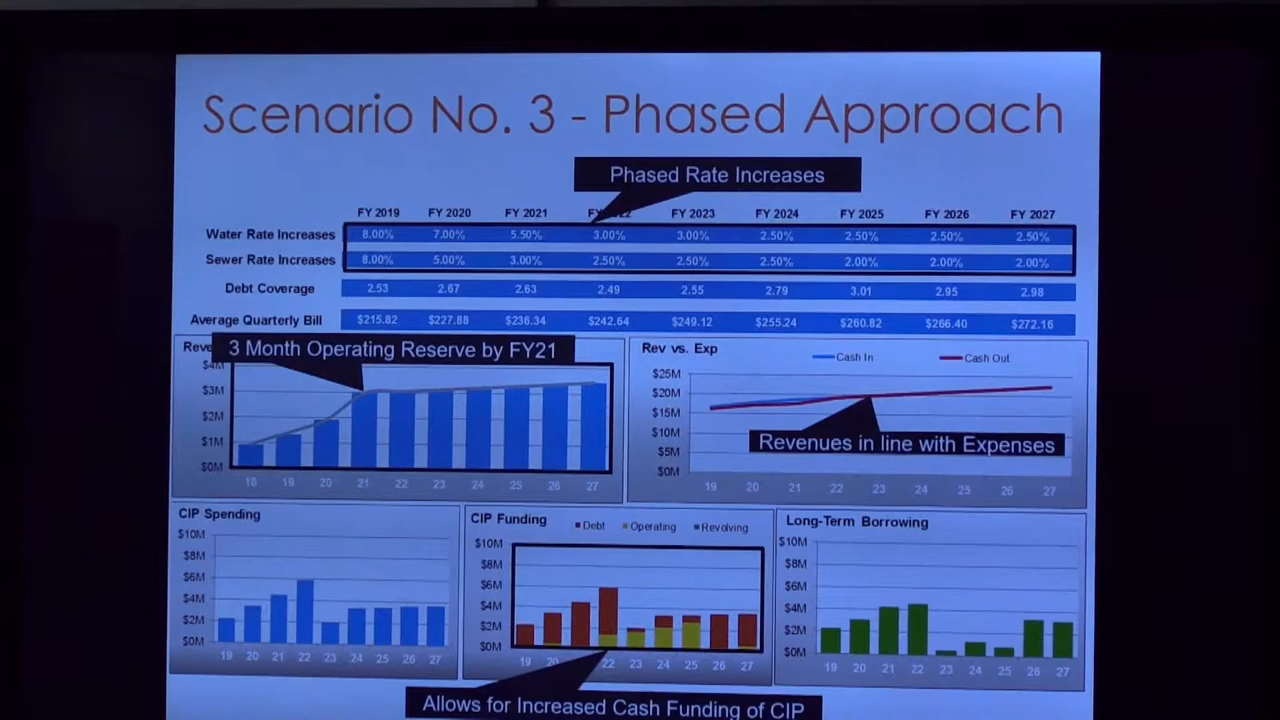 Scenario No. 3 - Phased Approach
Phased Rate Increases
FY 2019 FY 2020 FY 2021 FY 2023 FY 2024 FY 2025 FY 2026 FY 2027
Water Rate Increases 8.00% 7.00% 5.50% 3.00% 3.00% 2.50% 2.50% 2.50% 2.50%
Sewer Rate Increases 8.00% 5.00% 3.00% 2.50% 2.50% 2.50% 2.00% 2.00% 2.00%
Debt Coverage 2.53 2.67 2.63 2.49 2.55 2.79 3.01 2.95 2.98
Average Quarterly Bill $215.82 $227.88 $236.34 $242.64 $249.12 $255.24 $260.82 $266.40 $272.16
3 Month Operating Reserve by FY21
$4M
$3M
$2M
$1M
$0M
18 19 20 21 22 23 24 25 26 27
Rev vs. Exp
Cash In Cash Out
$25M
$20M
$15M
$10M
$5M
$0M
Revenues in line with Expenses
19 20 21 22 23 24 25 26 27
CIP Spending
$10M
$8M
$6M
$4M
$2M
$0M
19 20 21 22 23 24 25 26 27
CIP Funding
Debt Operating Revolving
$10M
$8M
$6M
$4M
$2M
$0M
19 20 22 23 24 25 26 27
Long-Term Borrowing
$10M
$8M
$6M
$4M
$2M
$0M
19 20 21 22 23 24 25 26 27
Allows for Increased Cash Funding of CIP